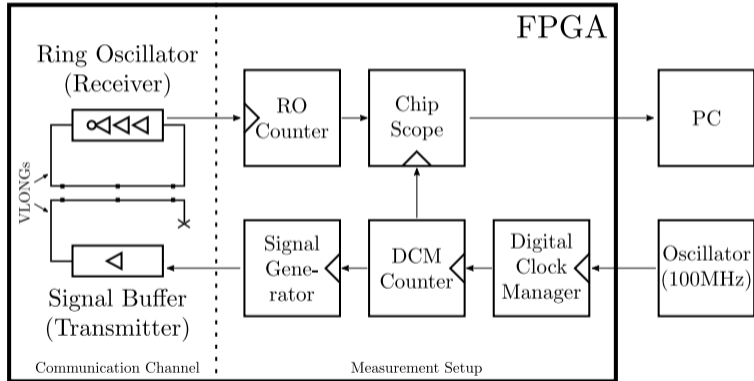 FPGA
Ring Oscillator
(Receiver)
RO
Counter
Chip
Scope
PC
VLONGs
Signal
Gene-
rator
DCM
Counter
Digital
Clock
Manager
Oscillator
(100MHz)
Signal Buffer
(Transmitter)
Communication Channel
Measurement Setup